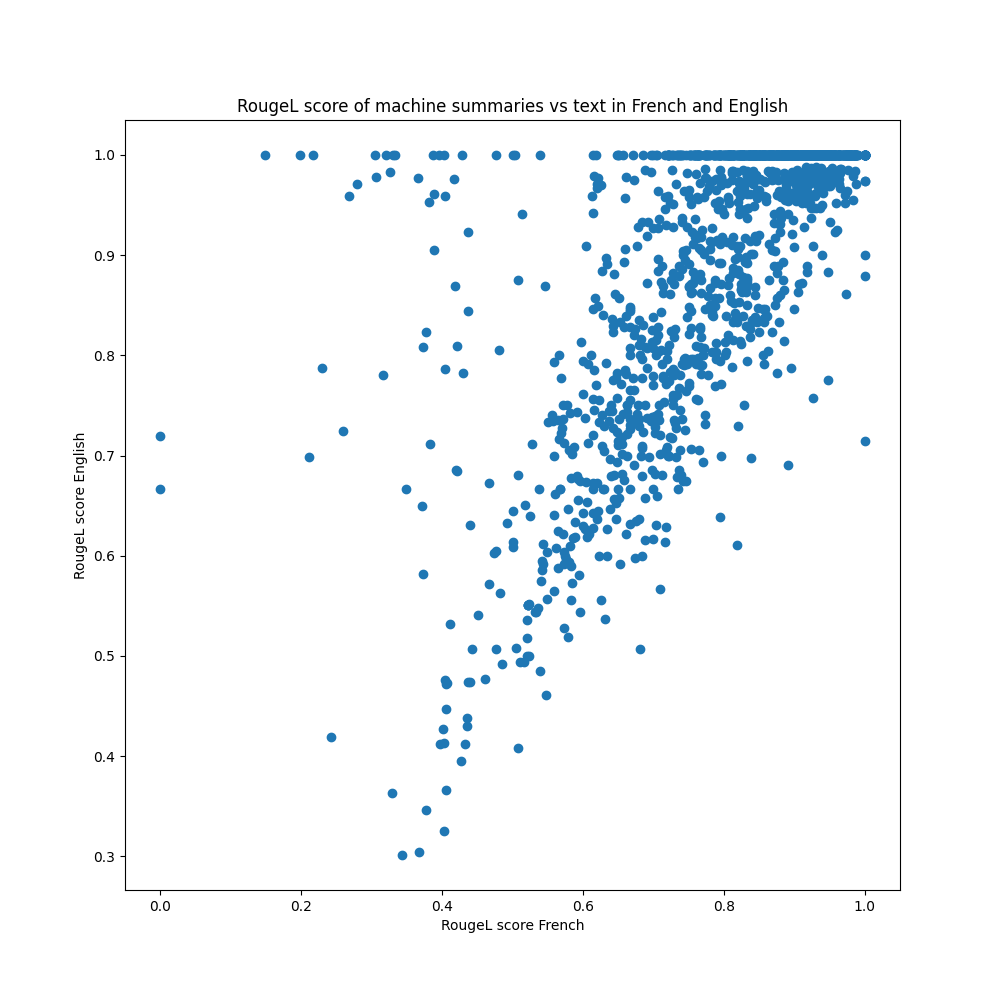 RougeL score of machine summaries vs text in French and English
1.0
0.9
0.8
0.7
0.6
0.5
0.4
0.3
RougeL score English
0.0 0.2 0.4 0.6 0.8 1.0
RougeL score French